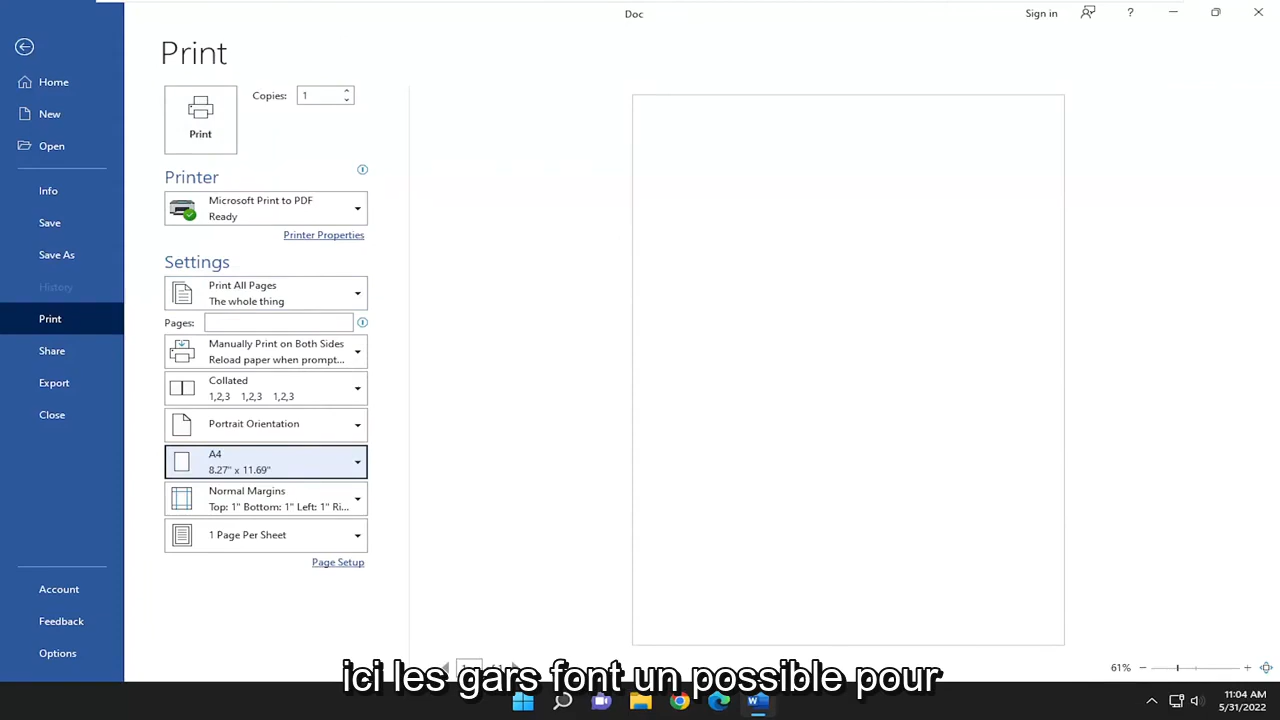 Doc
Sign in
?
Print
Home
New
Open
Info
Save
Save As
History
Print
Share
Export
Close
Account
Feedback
Options
Print
Copies: 1
Printer
Microsoft Print to PDF
Ready
Printer Properties
Settings
Print All Pages
The whole thing
Pages:
Manually Print on Both Sides
Reload paper when prompt...
Collated
1,2,3 1,2,3 1,2,3
Portrait Orientation
A4
8.27" x 11.69"
Normal Margins
Top: 1" Bottom: 1" Left: 1" Ri...
1 Page Per Sheet
Page Setup
61%
ici les gars font un possible pour
11:04 AM
5/31/2022